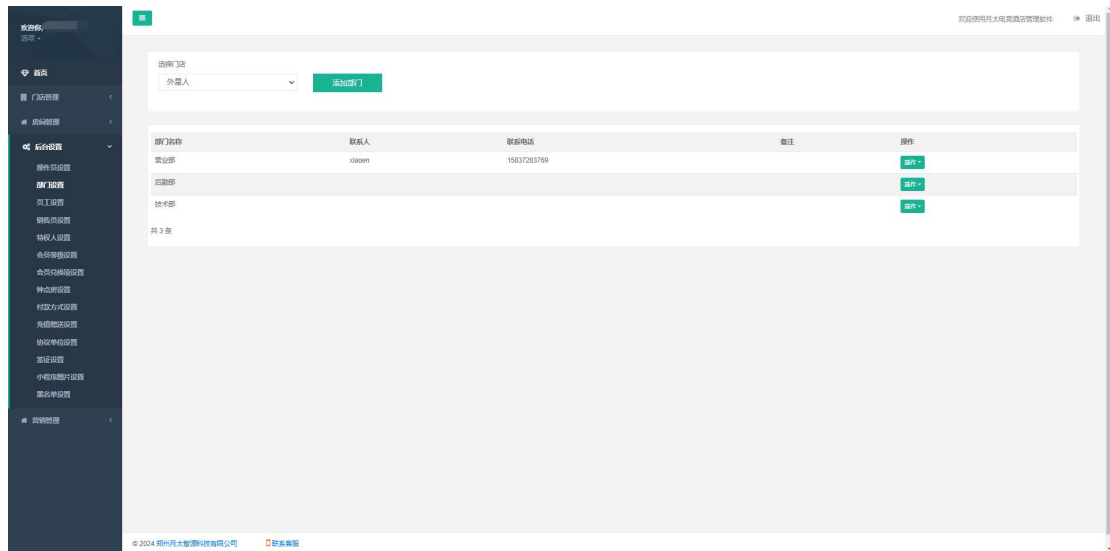 欢迎你,
选项
欢迎使用月太电竞酒店管理软件
退出
首页
门店管理
房间管理
后台设置
操作员设置
部门设置
员工设置
销售员设置
特权人设置
会员等级设置
会员兑换项设置
钟点房设置
付款方式设置
充值赠送设置
协议单位设置
签证设置
小程序图片设置
黑名单设置
营销管理
选择门店
外星人
添加部门
部门名称 联系人 联系电话 备注 操作
营业部 xiaoen 15837283769 操作
后勤部 操作
技术部 操作
共 3 条
© 2024 郑州月太智源科技有限公司 联系客服